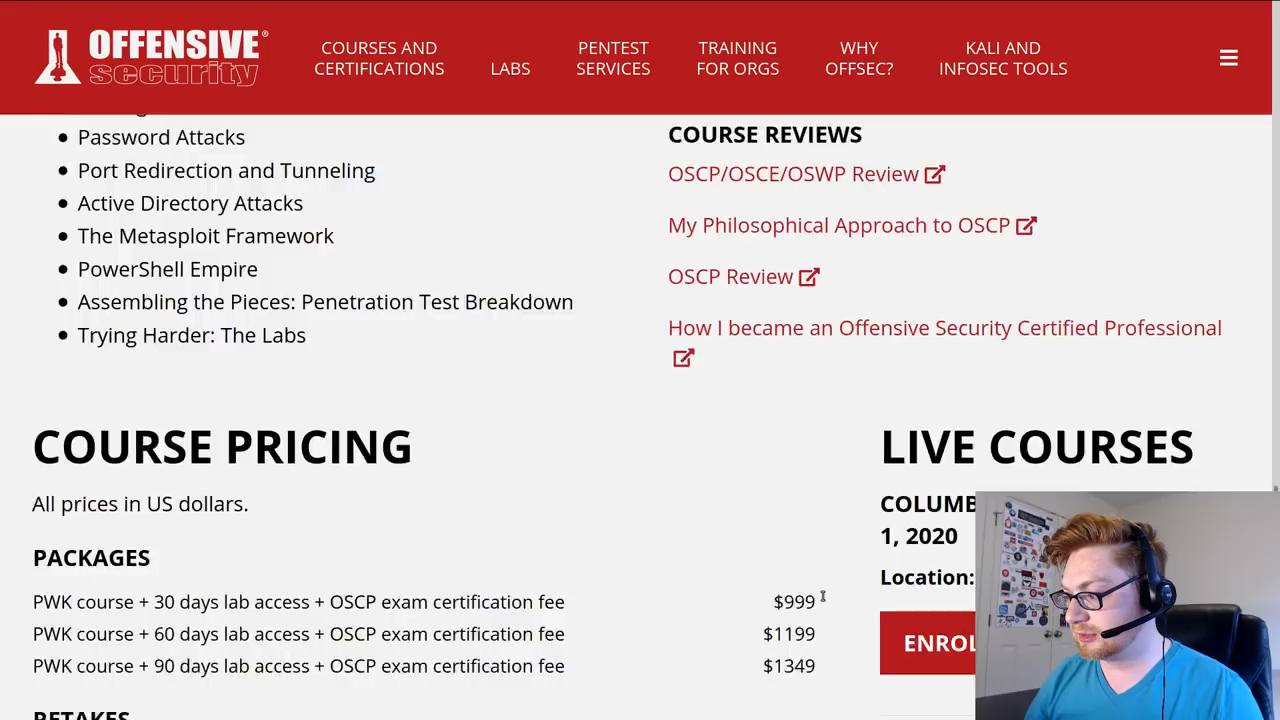 OFFENSIVE®
security
COURSES AND
CERTIFICATIONS
LABS
PENTEST
SERVICES
TRAINING
FOR ORGS
WHY
OFFSEC?
KALI AND
INFOSEC TOOLS
Password Attacks
Port Redirection and Tunneling
Active Directory Attacks
The Metasploit Framework
PowerShell Empire
Assembling the Pieces: Penetration Test Breakdown
Trying Harder: The Labs
COURSE REVIEWS
OSCP/OSCE/OSWP Review
My Philosophical Approach to OSCP
OSCP Review
How I became an Offensive Security Certified Professional
COURSE PRICING
All prices in US dollars.
PACKAGES
PWK course + 30 days lab access + OSCP exam certification fee $999
PWK course + 60 days lab access + OSCP exam certification fee $1199
PWK course + 90 days lab access + OSCP exam certification fee $1349
RETAKES
LIVE COURSES
COLUMB
1, 2020
Location:
ENROL